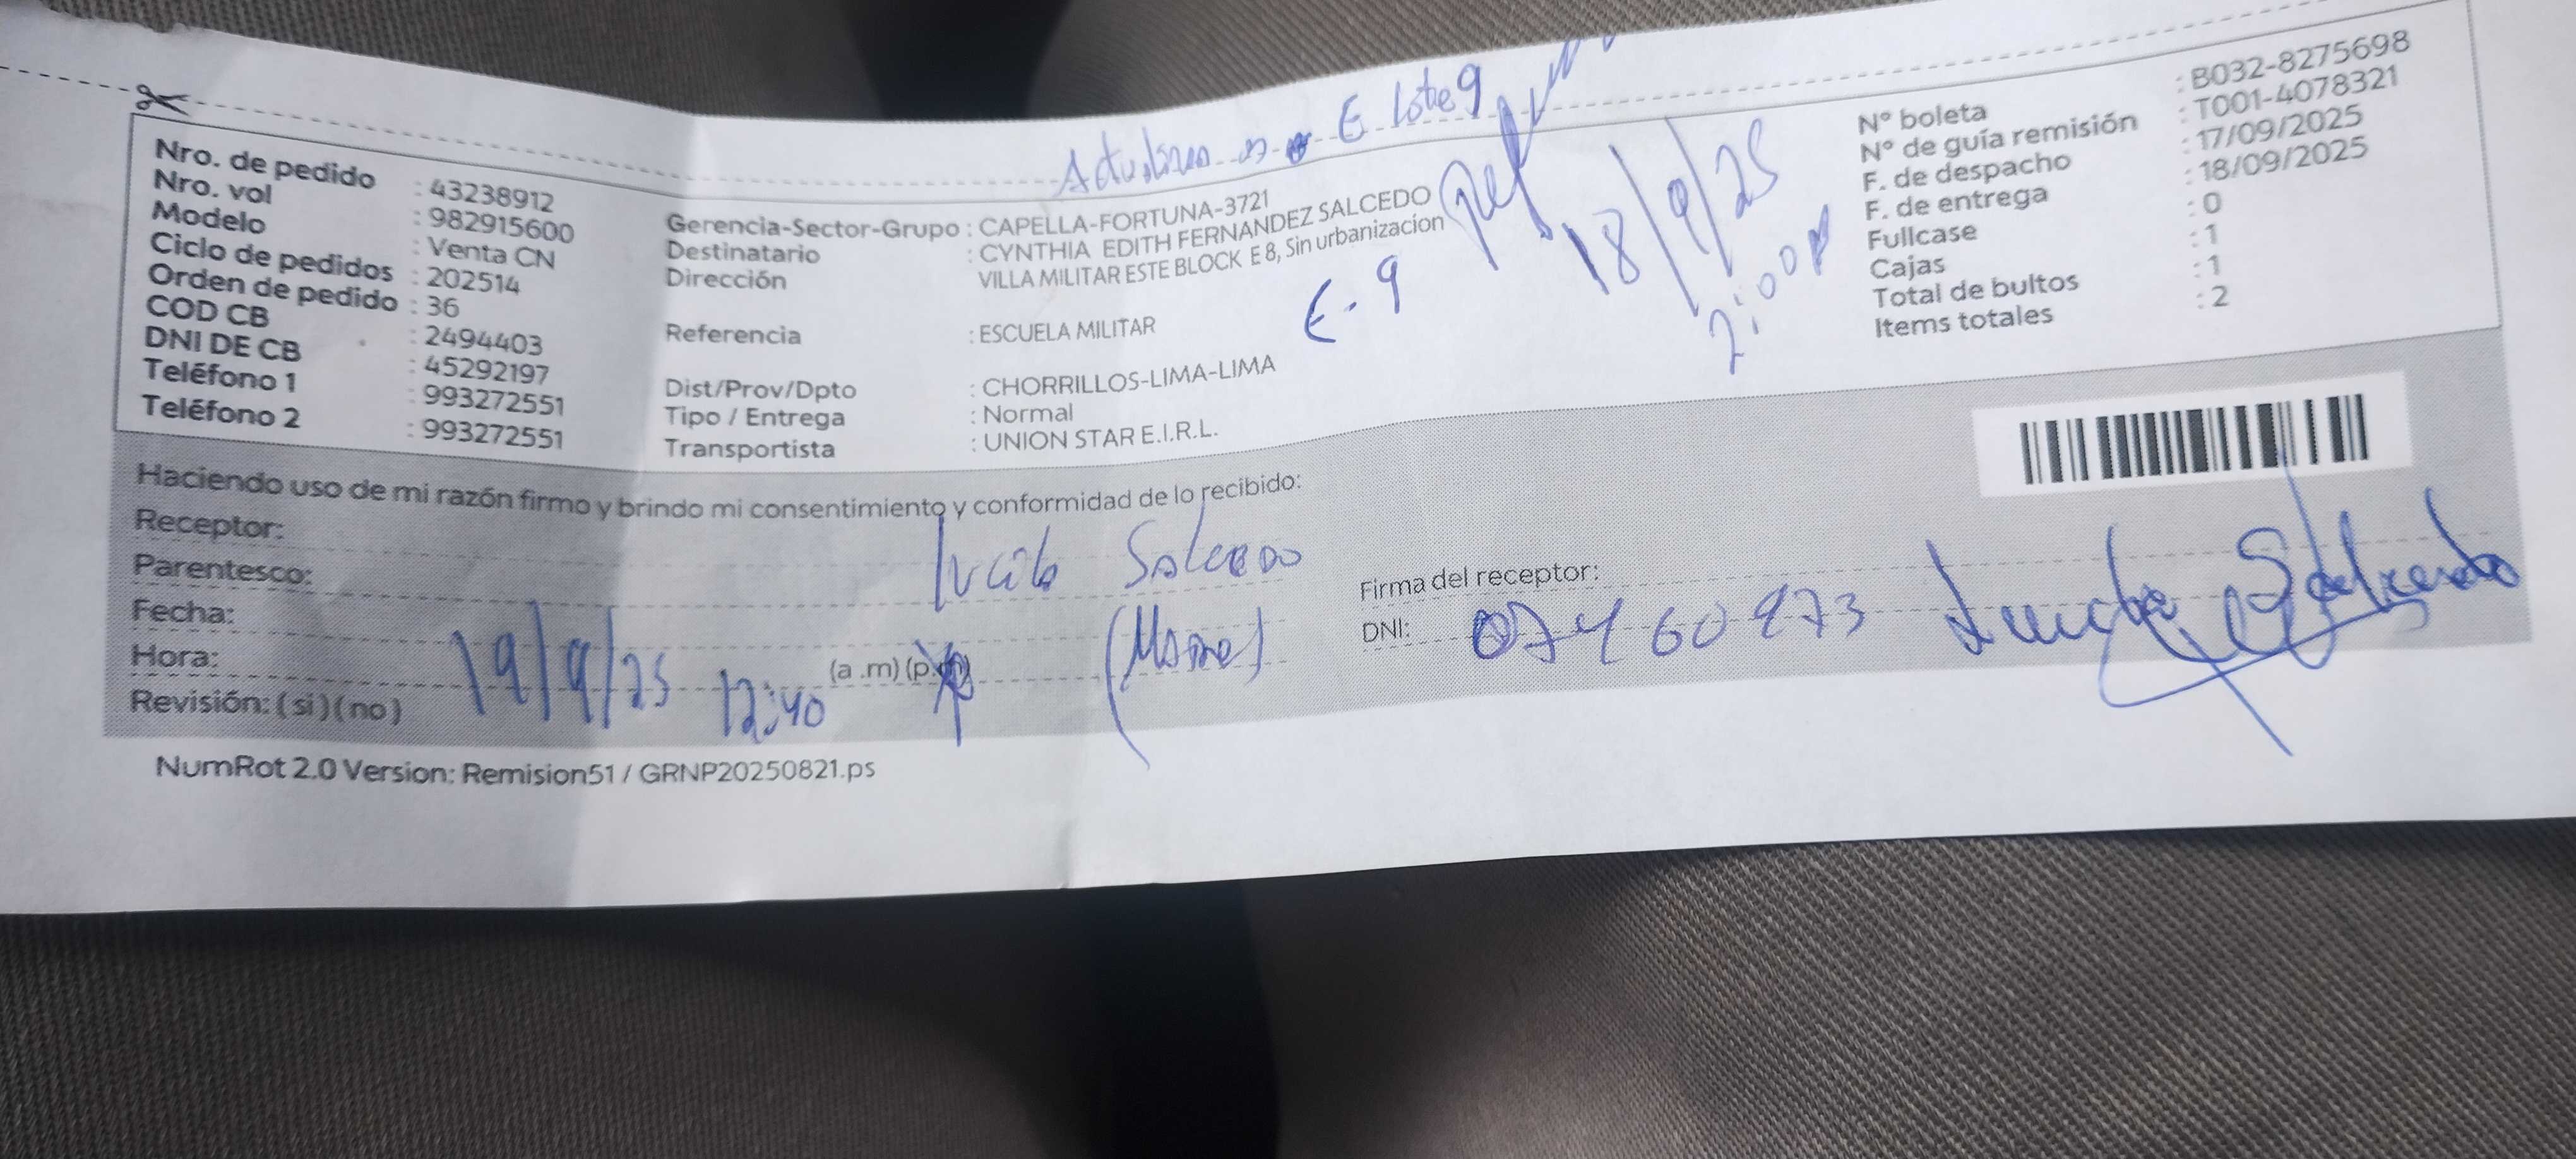 E lote 9
Nro. de pedido : 43238912
Nro. vol : 982915600
Modelo : Venta CN
Ciclo de pedidos : 202514
Orden de pedido : 36
COD CB : 2494403
DNI DE CB : 45292197
Teléfono 1 : 993272551
Teléfono 2 : 993272551
Gerencia-Sector-Grupo : CAPELLA-FORTUNA-3721
Destinatario : CYNTHIA EDITH FERNANDEZ SALCEDO
Dirección VILLA MILITAR ESTE BLOCK E 8, Sin urbanizacion
E-9
Referencia : ESCUELA MILITAR
Dist/Prov/Dpto : CHORRILLOS-LIMA-LIMA
Tipo / Entrega : Normal
Transportista : UNION STAR E.I.R.L.
18/9/25
2:00
N° boleta : B032-8275698
N° de guía remisión : T001-4078321
F. de despacho : 17/09/2025
F. de entrega : 18/09/2025
Fullcase : 0
Cajas : 1
Total de bultos : 1
Items totales : 2
Haciendo uso de mi razón firmo y brindo mi consentimiento y conformidad de lo recibido:
Receptor: Salcedo
Parentesco:
Fecha: 19/9/25
Hora: 12:40 (a .m) (p.m)
Revisión: ( si ) ( no )
Firma del receptor:
DNI:
NumRot 2.0 Version: Remision51 / GRNP20250821.ps